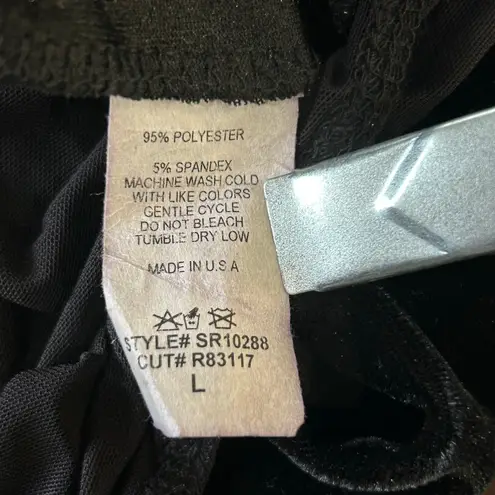 95% POLYESTER
5% SPANDEX
MACHINE WASH COLD
WITH LIKE COLORS
GENTLE CYCLE
DO NOT BLEACH
TUMBLE DRY LOW
MADE IN U.S.A
STYLE# SR10288
CUT# R83117
L